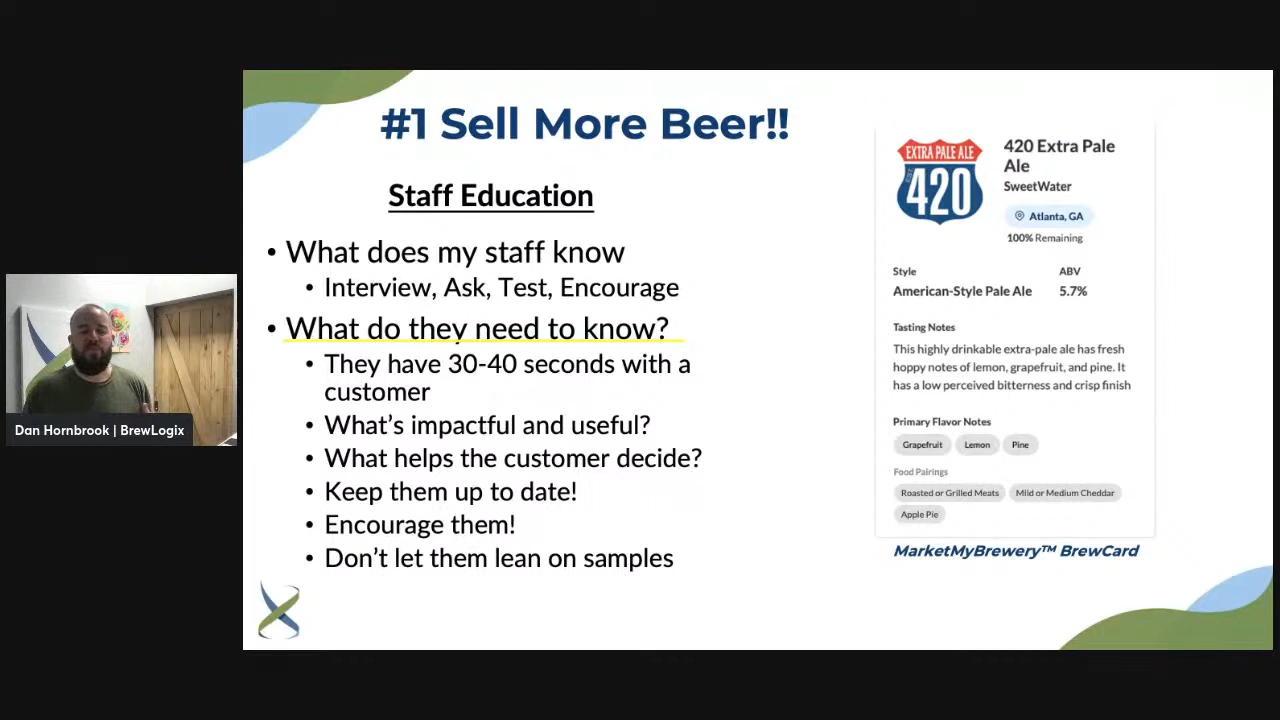 #1 Sell More Beer!!
Staff Education
• What does my staff know
• Interview, Ask, Test, Encourage
• What do they need to know?
• They have 30-40 seconds with a
customer
• What's impactful and useful?
• What helps the customer decide?
• Keep them up to date!
• Encourage them!
• Don't let them lean on samples
EXTRA PALE ALE
420
420 Extra Pale
Ale
SweetWater
Atlanta, GA
100% Remaining
Style ABV
American-Style Pale Ale 5.7%
Tasting Notes
This highly drinkable extra-pale ale has fresh
hoppy notes of lemon, grapefruit, and pine. It
has a low perceived bitterness and crisp finish
Primary Flavor Notes
Grapefruit Lemon Pine
Food Pairings
Roasted or Grilled Meats Mild or Medium Cheddar
Apple Pie
MarketMyBrewery™ BrewCard
Dan Hornbrook | BrewLogix